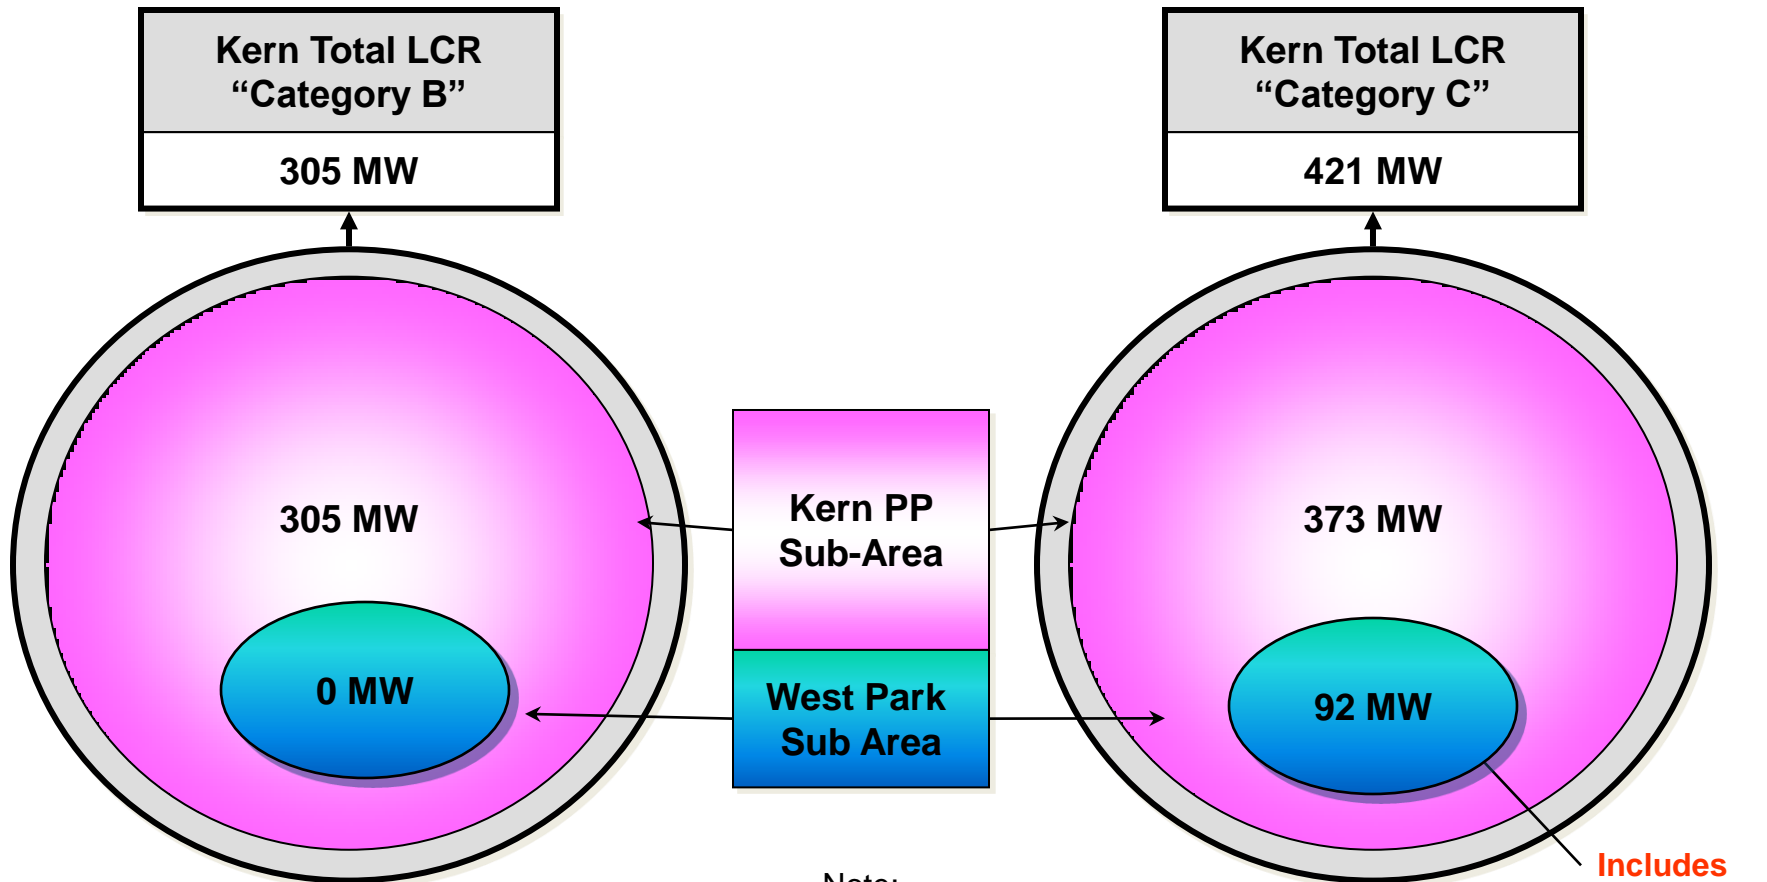 Kern Total LCR
“Category B”
305 MW
Kern Total LCR
“Category C”
421 MW
305 MW
0 MW
Kern PP
Sub-Area
West Park
Sub Area
373 MW
92 MW
Includes
Note: